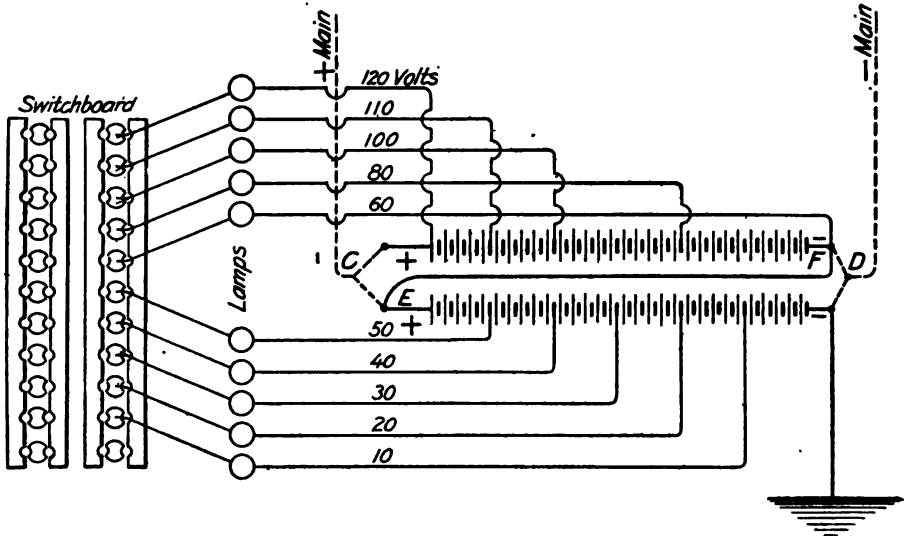 + Main
- Main
Switchboard
120 Volts
110
100
80
60
Lamps
- C + - F D
E +
-
50
40
30
20
10